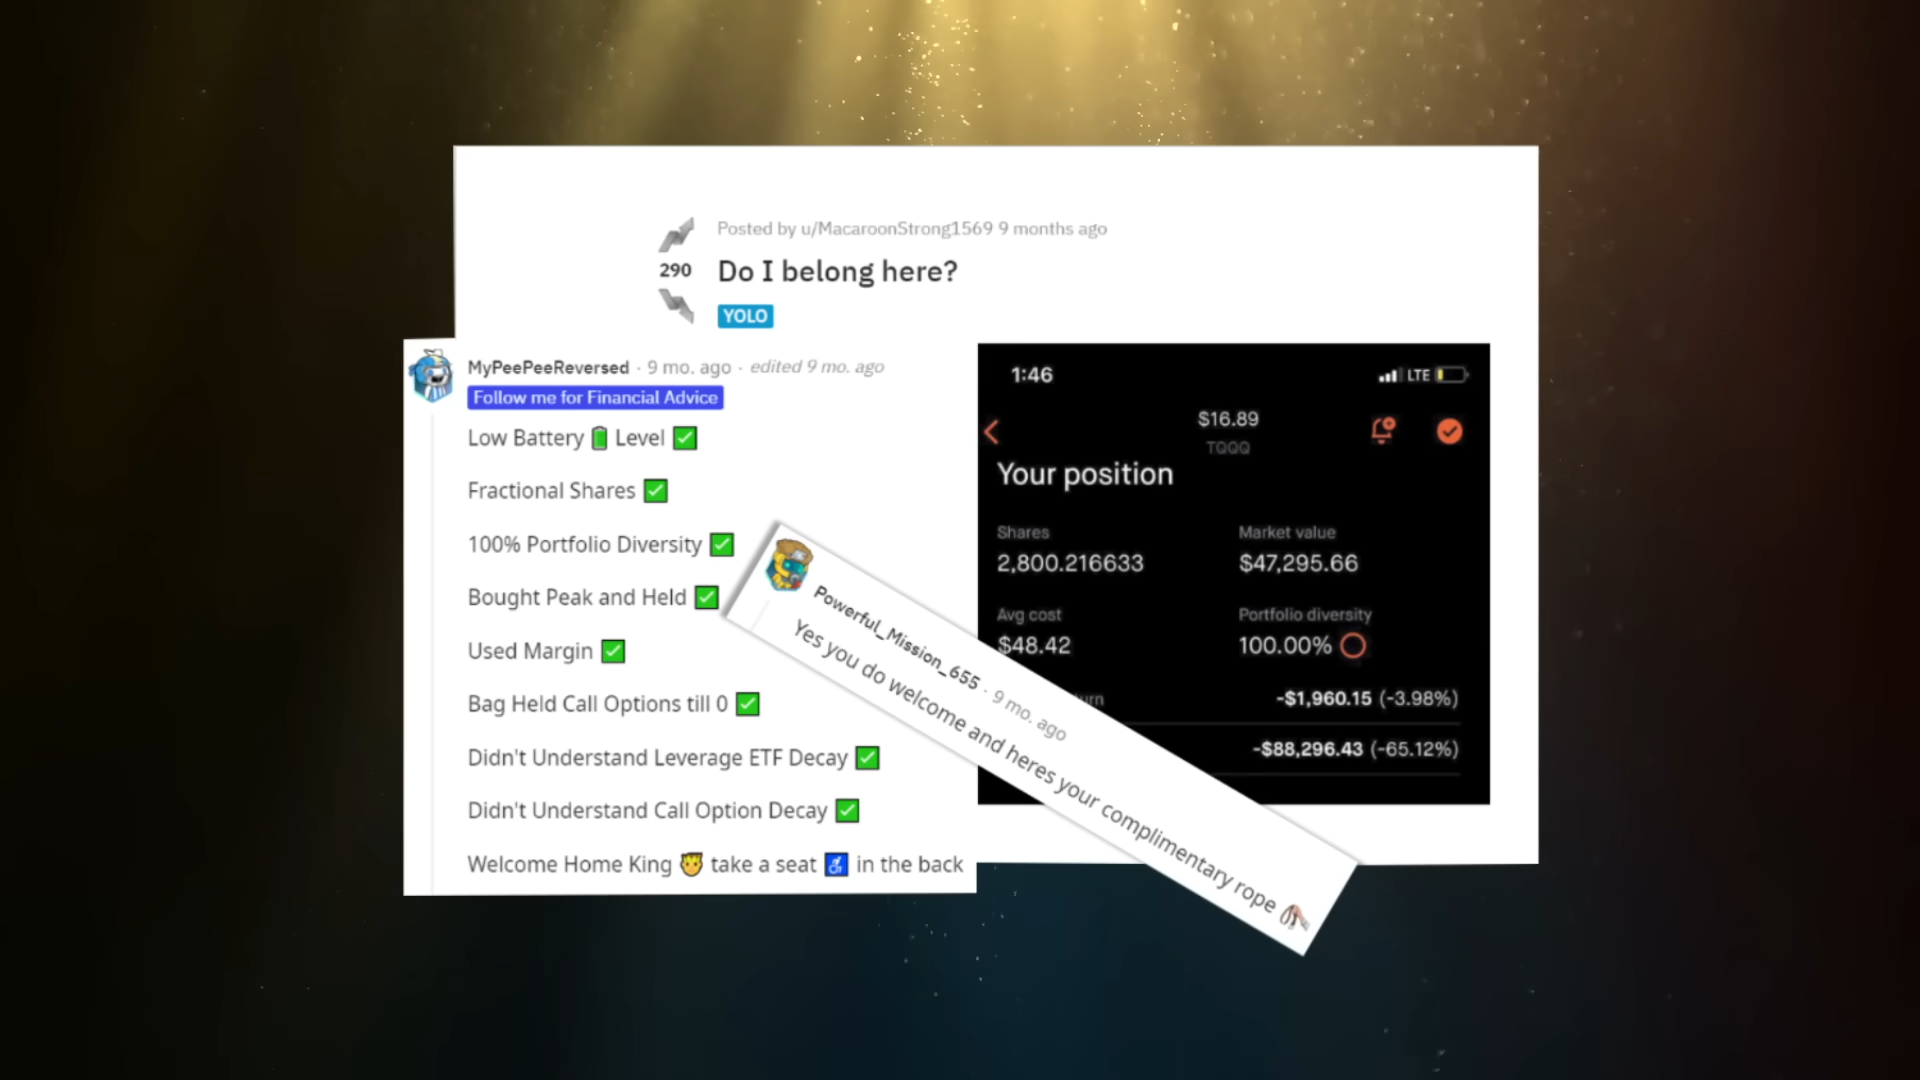 Posted by u/MacaroonStrong1569 9 months ago
290
Do I belong here?
YOLO
MyPeePeeReversed · 9 mo. ago · edited 9 mo. ago
Follow me for Financial Advice
Low Battery 🔋 Level ✅
Fractional Shares ✅
100% Portfolio Diversity ✅
Bought Peak and Held ✅
Used Margin ✅
Bag Held Call Options till 0 ✅
Didn't Understand Leverage ETF Decay ✅
Didn't Understand Call Option Decay ✅
Welcome Home King 🤴 take a seat ♿ in the back
Powerful_Mission_655 · 9 mo. ago
Yes you do welcome and heres your complimentary rope
1:46
LTE
$16.89
TQQQ
Your position
Shares
Market value
2,800.216633
$47,295.66
Avg cost
Portfolio diversity
$48.42
100.00%
-$1,960.15 (-3.98%)
-$88,296.43 (-65.12%)